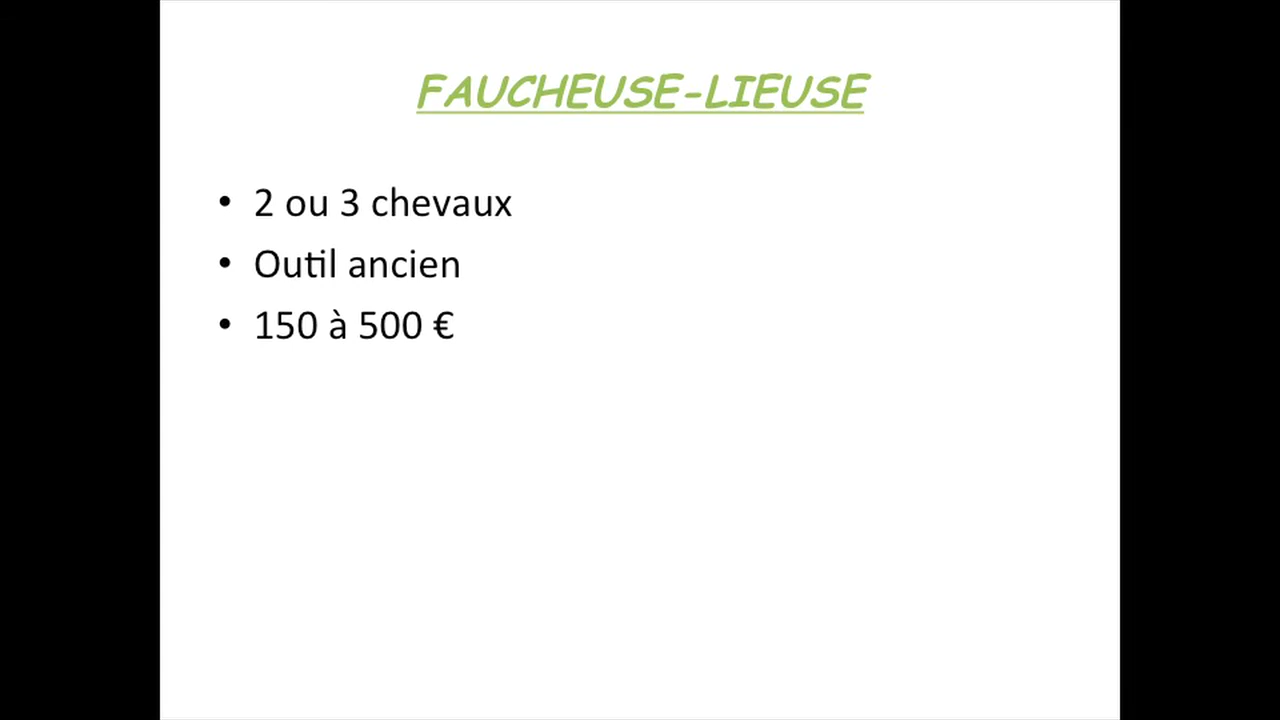 FAUCHEUSE-LIEUSE
• 2 ou 3 chevaux
• Outil ancien
• 150 à 500 €